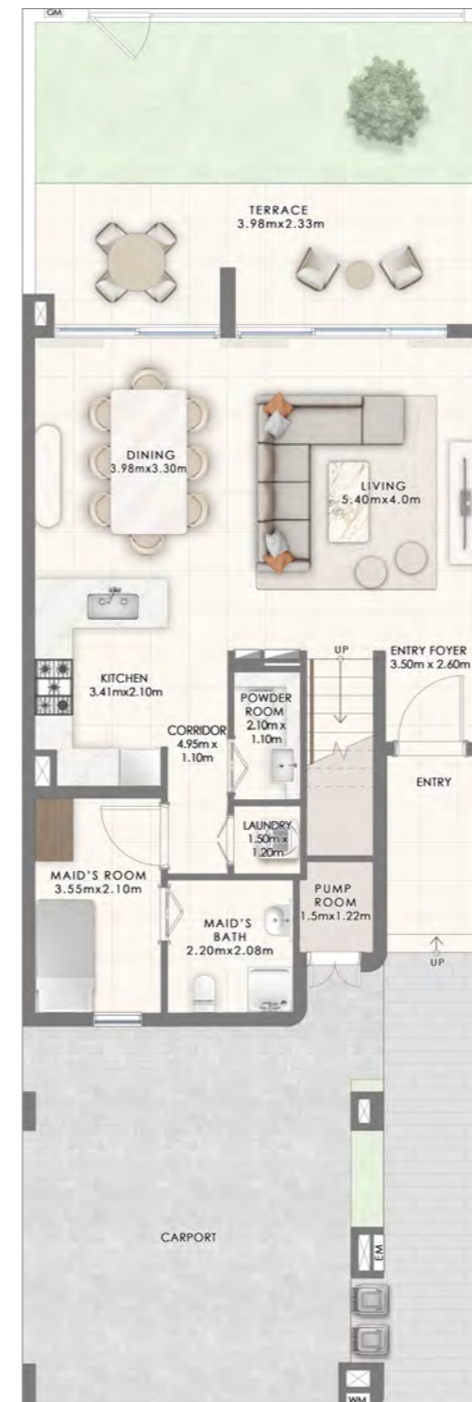 GM
TERRACE
3.98mx2.33m
DINING
3.98mx3.30m
LIVING
5.40mx4.0m
UP
ENTRY FOYER
3.50m x 2.60m
KITCHEN
3.41mx2.10m
POWDER
ROOM
2.10m x
1.10m
CORRIDOR
4.95m x
1.10m
ENTRY
LAUNDRY
1.50m x
1.20m
MAID'S ROOM
3.55mx2.10m
PUMP
ROOM
1.5mx1.22m
MAID'S
BATH
2.20mx2.08m
UP
CARPORT
EM
WM